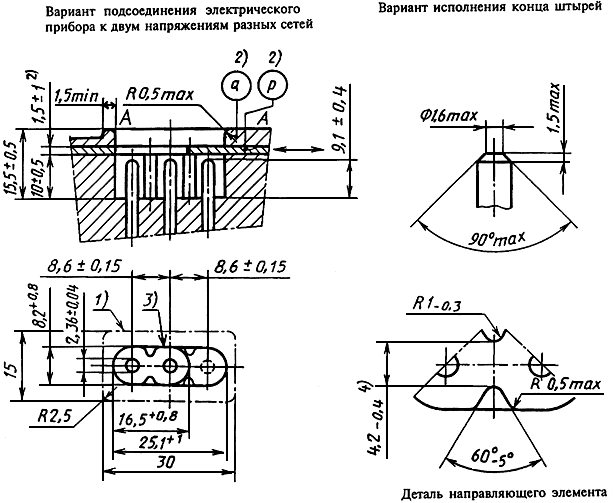 Вариант подсоединения электрического
прибора к двум напряжениям разных сетей
Вариант исполнения конца штырей
2)
2)
1,5±1 2)
1,5min
A
R0,5max
q
p
A
9,1±0,4
15,5±0,5
10±0,5
Ф1,6max
1,5max
90°max
8,6±0,15
8,6±0,15
8,2+0,8
2,36±0,04
1)
3)
15
R2,5
16,5+0,8
25,1+1
30
R1-0,3
4)
4,2-0,4
R 0,5max
60°-5°
Деталь направляющего элемента